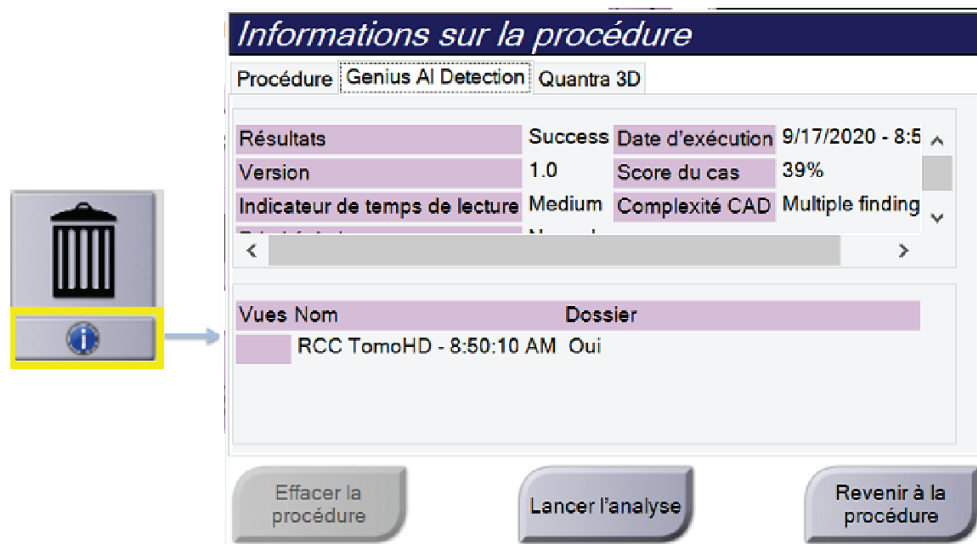 Informations sur la procédure
Procédure Genius AI Detection Quantra 3D
Résultats Success Date d'exécution 9/17/2020 - 8:5
Version 1.0 Score du cas 39%
Indicateur de temps de lecture Medium Complexité CAD Multiple finding
Vues Nom Dossier
RCC TomoHD - 8:50:10 AM Oui
Effacer la
procédure
Lancer l'analyse
Revenir à la
procédure